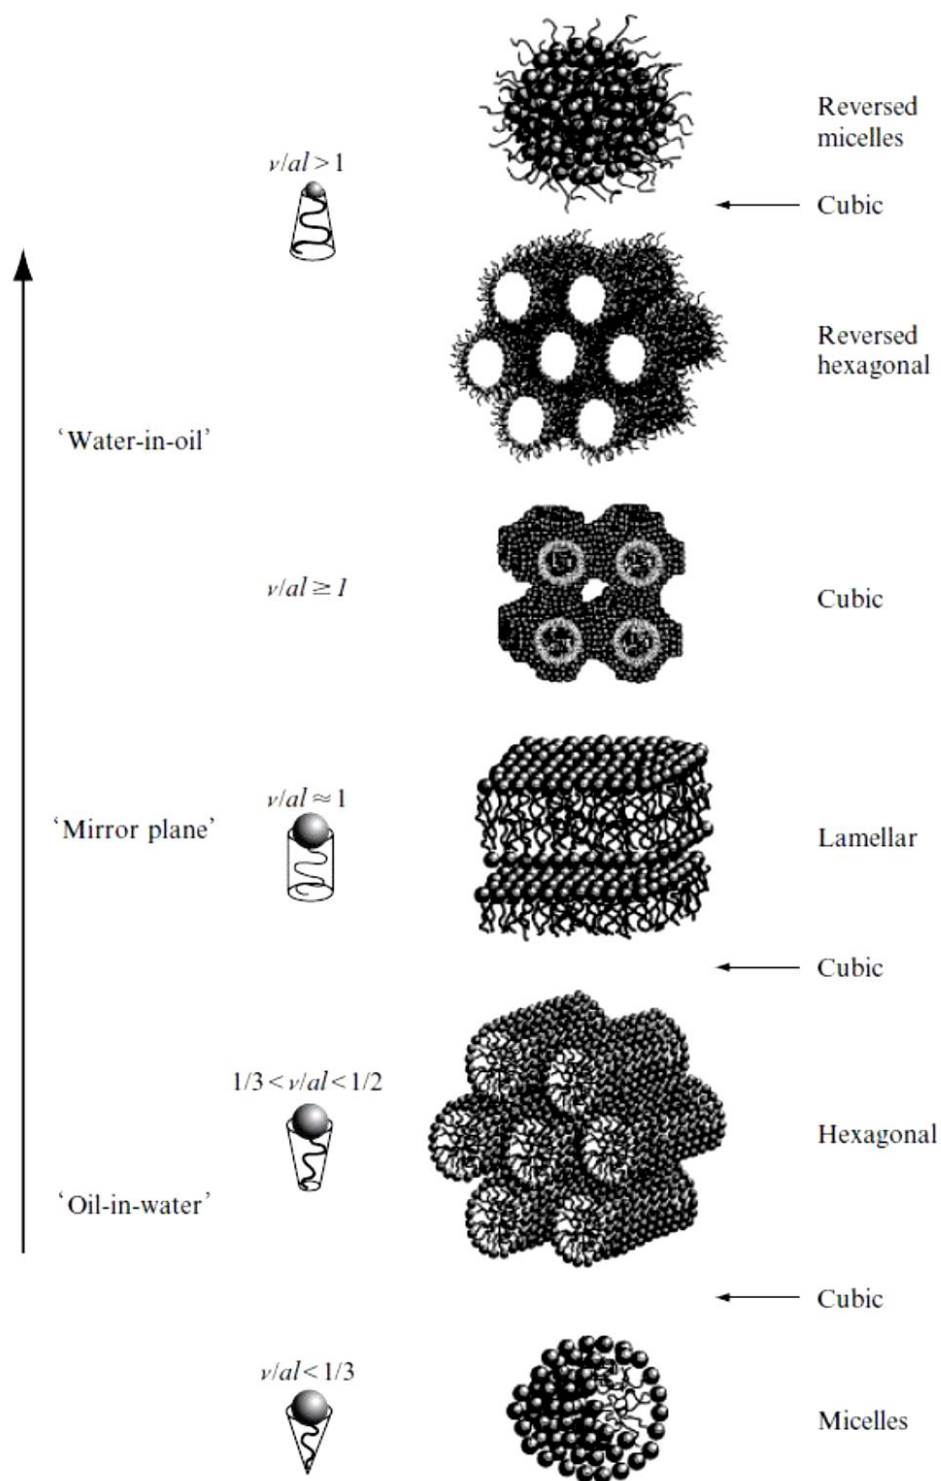 Reversed
micelles
v/al > 1
Cubic
Reversed
hexagonal
‘Water-in-oil’
v/al ≥ 1
Cubic
v/al ≈ 1
‘Mirror plane’
Lamellar
Cubic
1/3 < v/al < 1/2
Hexagonal
‘Oil-in-water’
Cubic
v/al < 1/3
Micelles